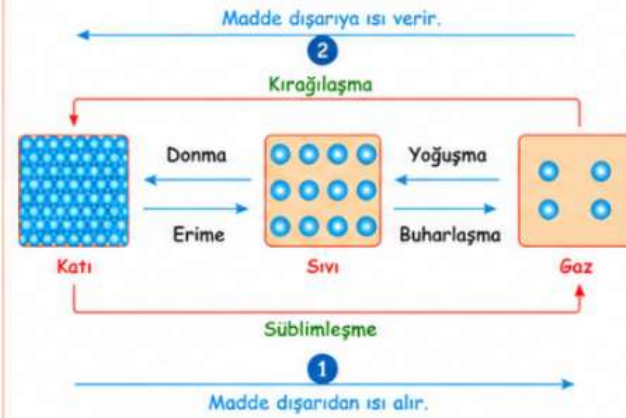 Madde dışarıya ısı verir.
2
Kırağılaşma
Donma
Yoğuşma
Erime
Buharlaşma
Katı
Sıvı
Gaz
Süblimleşme
1
Madde dışarıdan ısı alır.